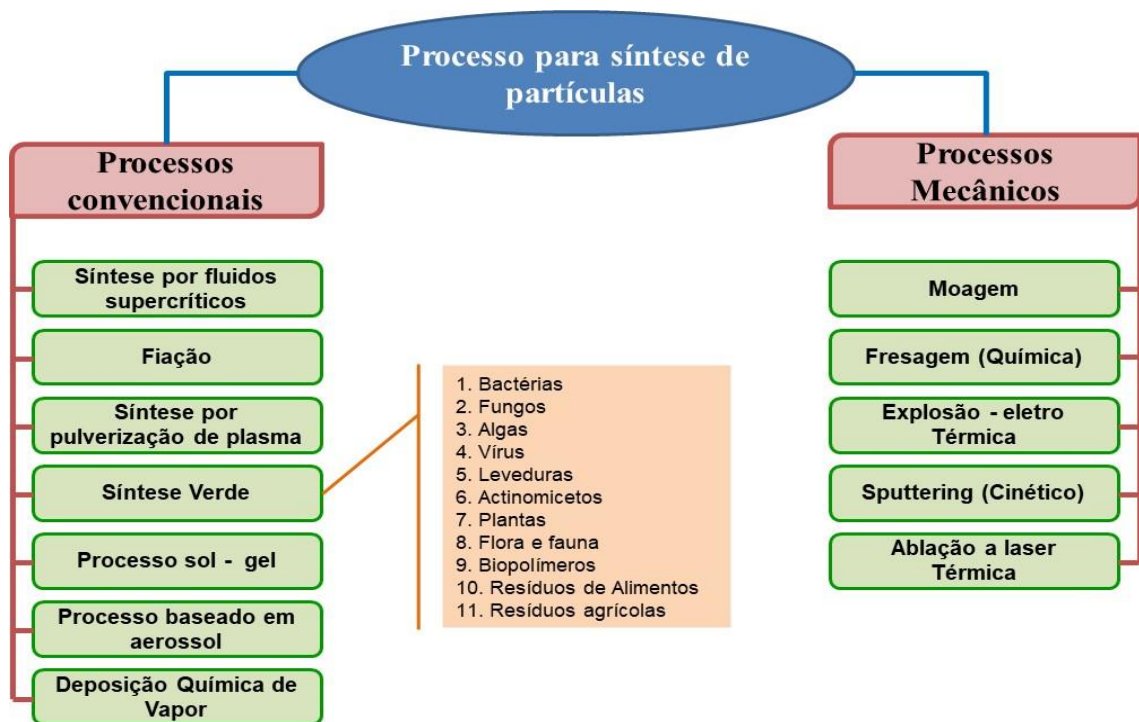 Processo para síntese de
partículas
Processos
convencionais
Síntese por fluidos
supercríticos
Fiação
Síntese por
pulverização de plasma
Síntese Verde
Processo sol - gel
Processo baseado em
aerossol
Deposição Química de
Vapor
1. Bactérias
2. Fungos
3. Algas
4. Vírus
5. Leveduras
6. Actinomicetos
7. Plantas
8. Flora e fauna
9. Biopolímeros
10. Resíduos de Alimentos
11. Resíduos agrícolas
Processos
Mecânicos
Moagem
Fresagem (Química)
Explosão - eletro
Térmica
Sputtering (Cinético)
Ablação a laser
Térmica